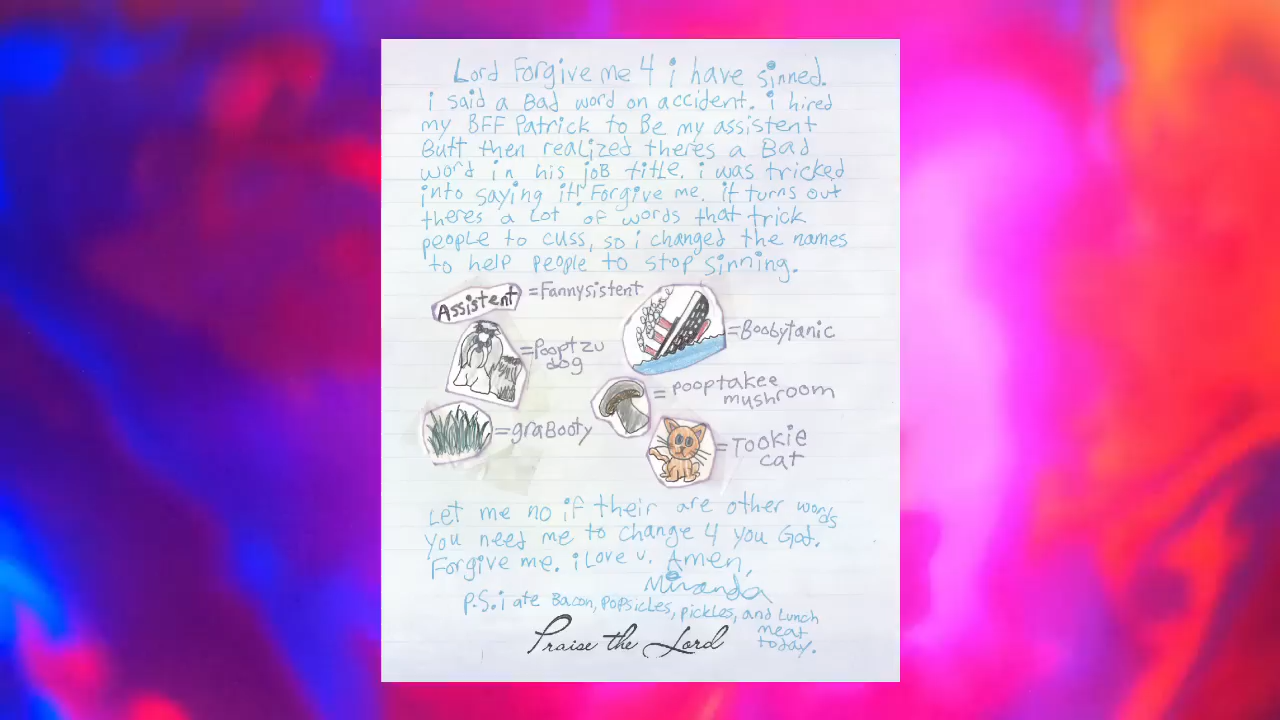 Lord Forgive me 4 i have sinned.
i said a Bad word on accident. i hired
my BFF Patrick to Be my assistent
Butt then realized theres a Bad
word in his joB title. i was tricked
into saying it! Forgive me. it turns out
theres a Lot of words that trick
people to cuss, so i changed the names
to help people to stop sinning.
Assistent = Fannysistent
= Boobytanic
= Pooptzu
dog
= pooptakee
mushroom
= graBooty
= Tookie
cat
Let me no if their are other words
you need me to change 4 you God.
Forgive me. i Love u. Amen,
Miranda
P.S. i ate Bacon, popsicles, pickles, and Lunch
meat
today.
Praise the Lord